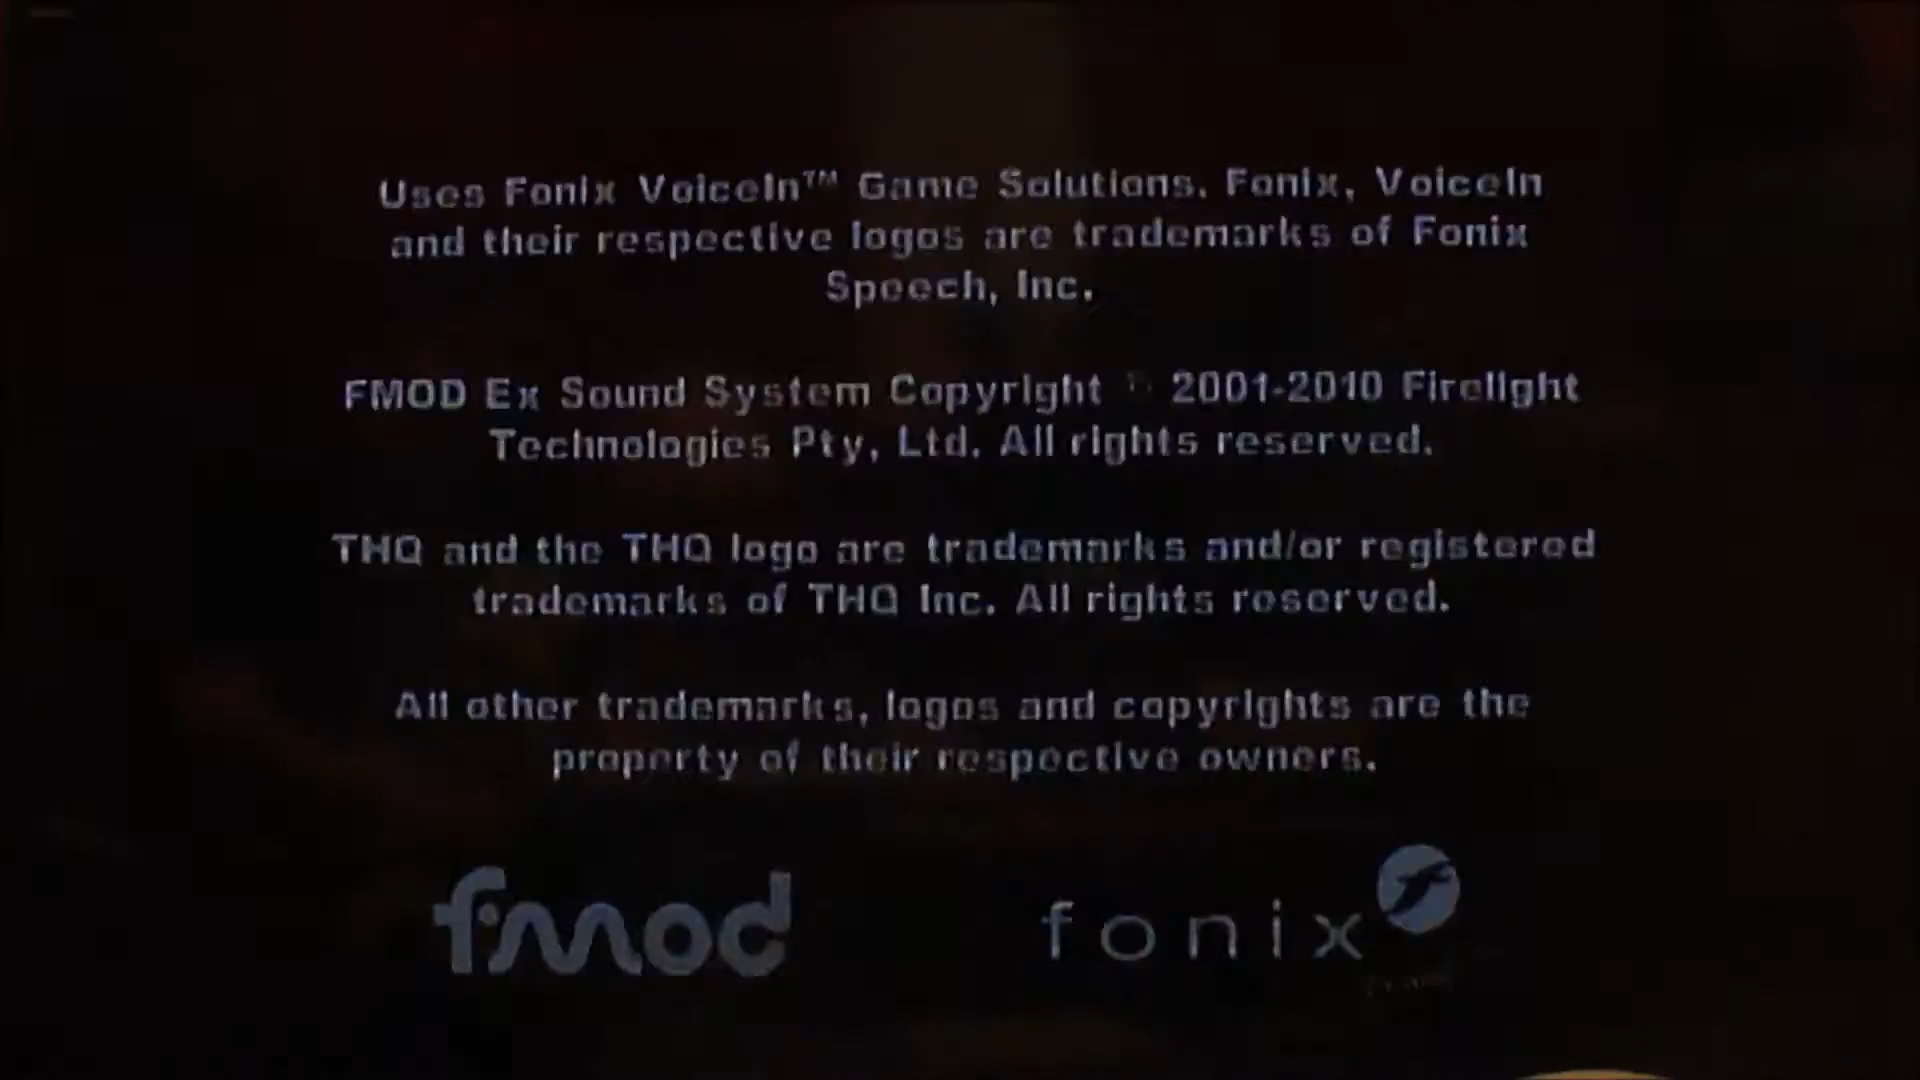 Uses Fonix VoiceIn™ Game Solutions. Fonix, VoiceIn
and their respective logos are trademarks of Fonix
Speech, Inc.
FMOD Ex Sound System Copyright © 2001-2010 Firelight
Technologies Pty, Ltd. All rights reserved.
THQ and the THQ logo are trademarks and/or registered
trademarks of THQ Inc. All rights reserved.
All other trademarks, logos and copyrights are the
property of their respective owners.
fmod
fonix